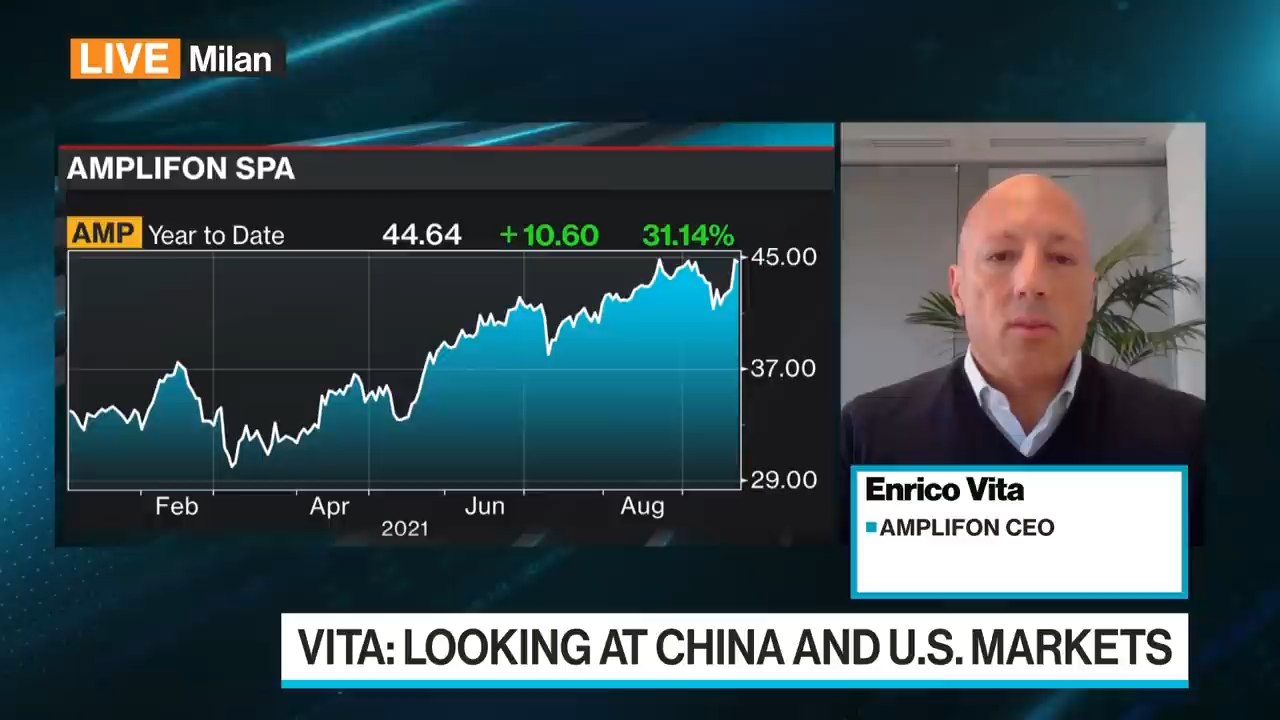 LIVE Milan
AMPLIFON SPA
AMP Year to Date 44.64 +10.60 31.14%
45.00
37.00
29.00
Feb Apr Jun Aug
2021
Enrico Vita
AMPLIFON CEO
VITA: LOOKING AT CHINA AND U.S. MARKETS